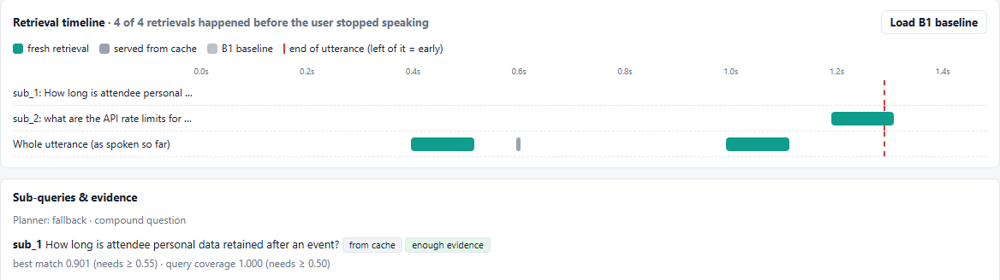 Retrieval timeline · 4 of 4 retrievals happened before the user stopped speaking
Load B1 baseline
fresh retrieval served from cache B1 baseline end of utterance (left of it = early)
0.0s 0.2s 0.4s 0.6s 0.8s 1.0s 1.2s 1.4s
sub_1: How long is attendee personal ...
sub_2: what are the API rate limits for ...
Whole utterance (as spoken so far)
Sub-queries & evidence
Planner: fallback · compound question
sub_1 How long is attendee personal data retained after an event? from cache enough evidence
best match 0.901 (needs ≥ 0.55) · query coverage 1.000 (needs ≥ 0.50)